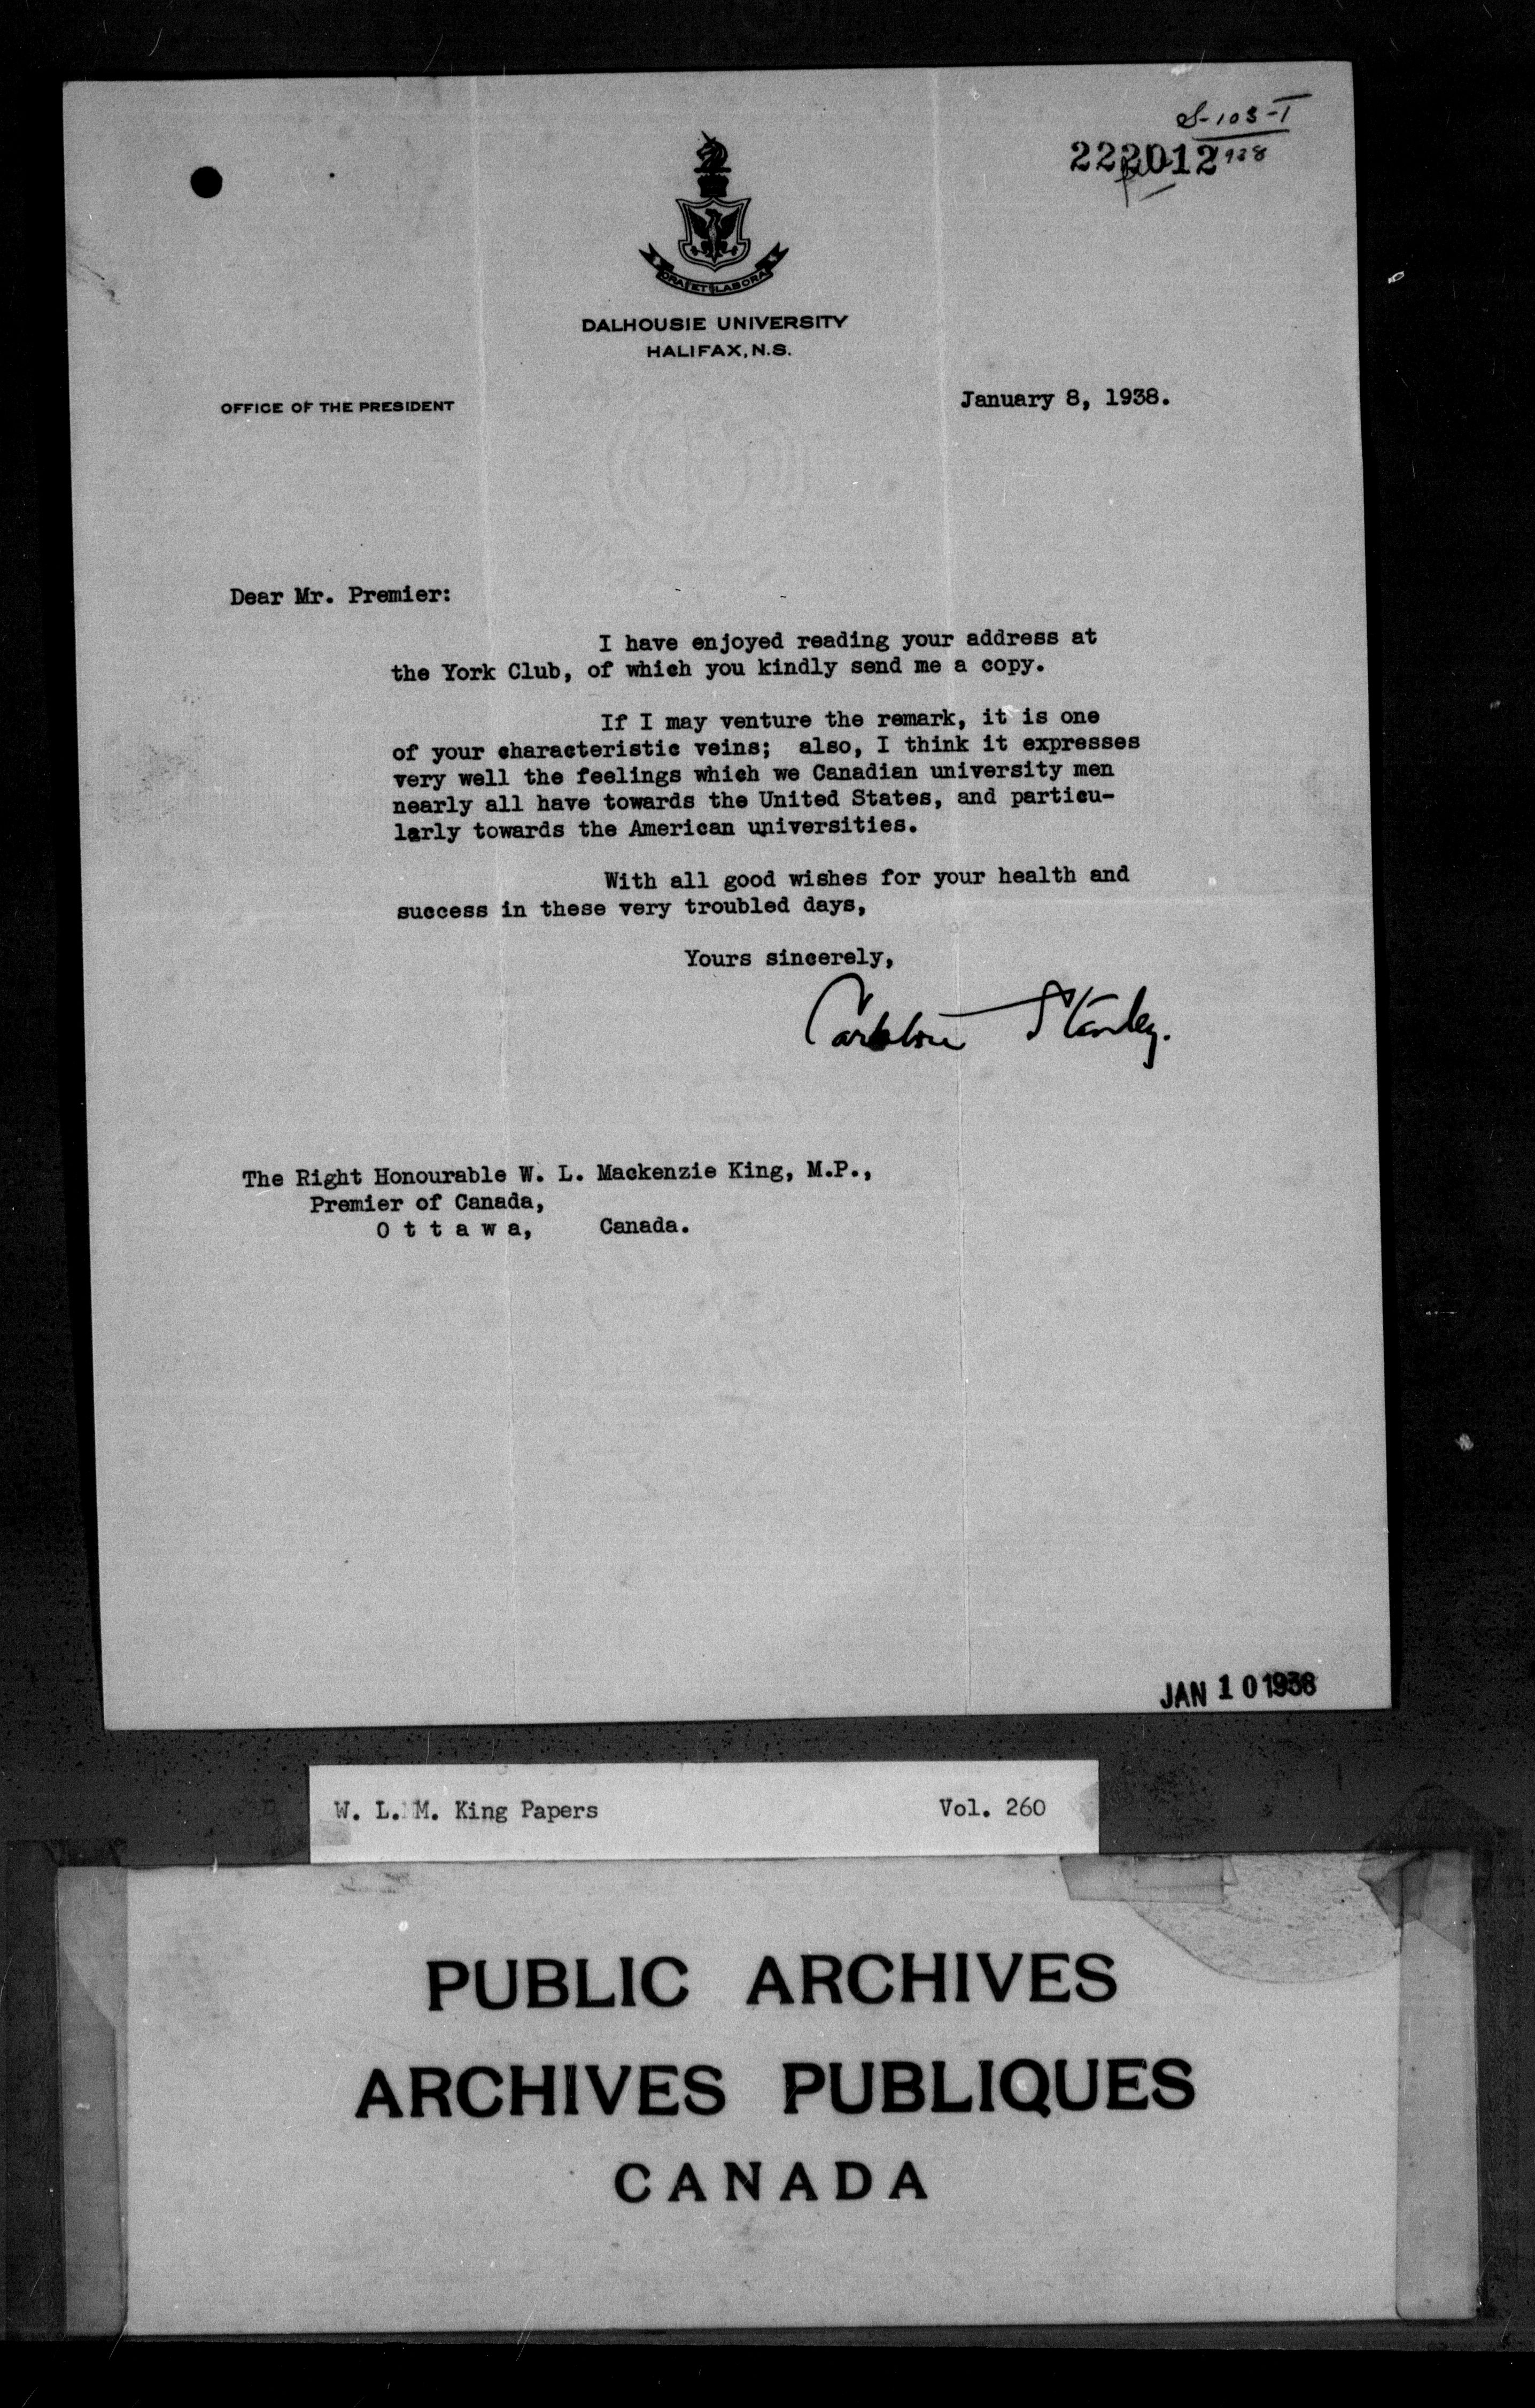 S-103-I
222012
ORA ET LABORA
DALHOUSIE UNIVERSITY
HALIFAX, N.S.
OFFICE OF THE PRESIDENT
January 8, 1938.
Dear Mr. Premier:
I have enjoyed reading your address at
the York Club, of which you kindly send me a copy.
If I may venture the remark, it is one
of your characteristic veins; also, I think it expresses
very well the feelings which we Canadian university men
nearly all have towards the United States, and particu-
larly towards the American universities.
With all good wishes for your health and
success in these very troubled days,
Yours sincerely,
Carleton Stanley.
The Right Honourable W. L. Mackenzie King, M.P.,
Premier of Canada,
O t t a w a, Canada.
JAN 10 1938
W. L. M. King Papers Vol. 260
PUBLIC ARCHIVES
ARCHIVES PUBLIQUES
CANADA